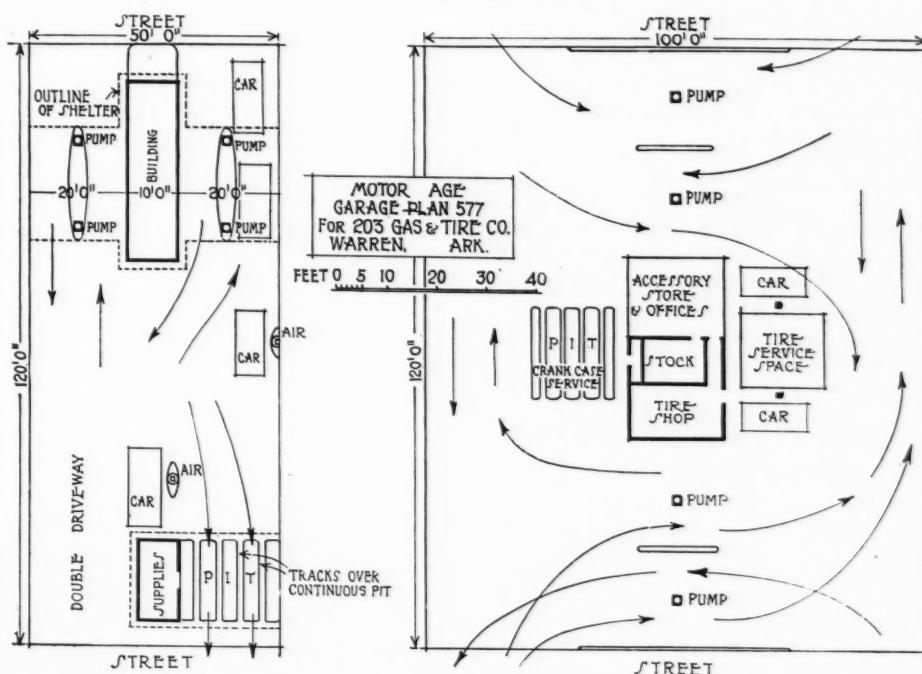 STREET
50' 0"
OUTLINE
OF SHELTER
CAR
PUMP
BUILDING
PUMP
20'0"
10'0"
20'0"
PUMP
PUMP
120'0"
CAR
AIR
DOUBLE DRIVE-WAY
CAR
AIR
SUPPLIES
P I T
TRACKS OVER
CONTINUOUS PIT
STREET
MOTOR AGE
GARAGE PLAN 577
FOR 203 GAS & TIRE CO.
WARREN, ARK.
FEET 0 5 10 20 30 40
STREET
100' 0"
PUMP
PUMP
120'0"
ACCESSORY
STORE
& OFFICES
CAR
P I T
CRANK CASE
SERVICE
STOCK
TIRE
SERVICE
SPACE
TIRE
SHOP
CAR
PUMP
PUMP
STREET